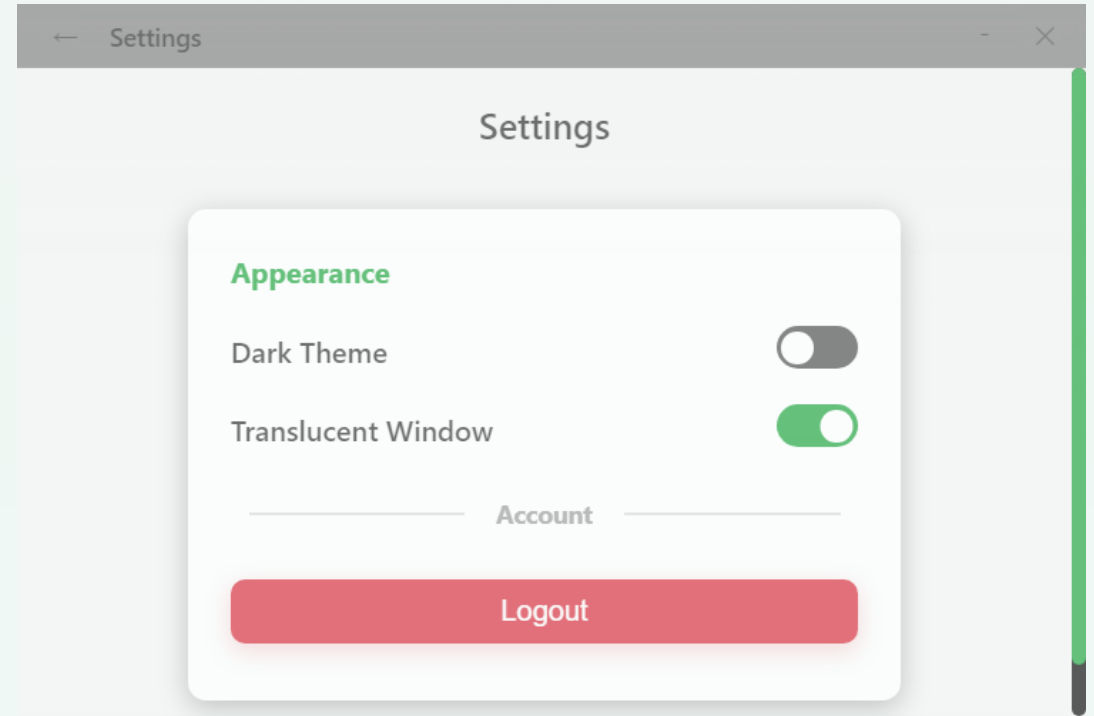 ← Settings - ×
Settings
Appearance
Dark Theme
Translucent Window
Account
Logout